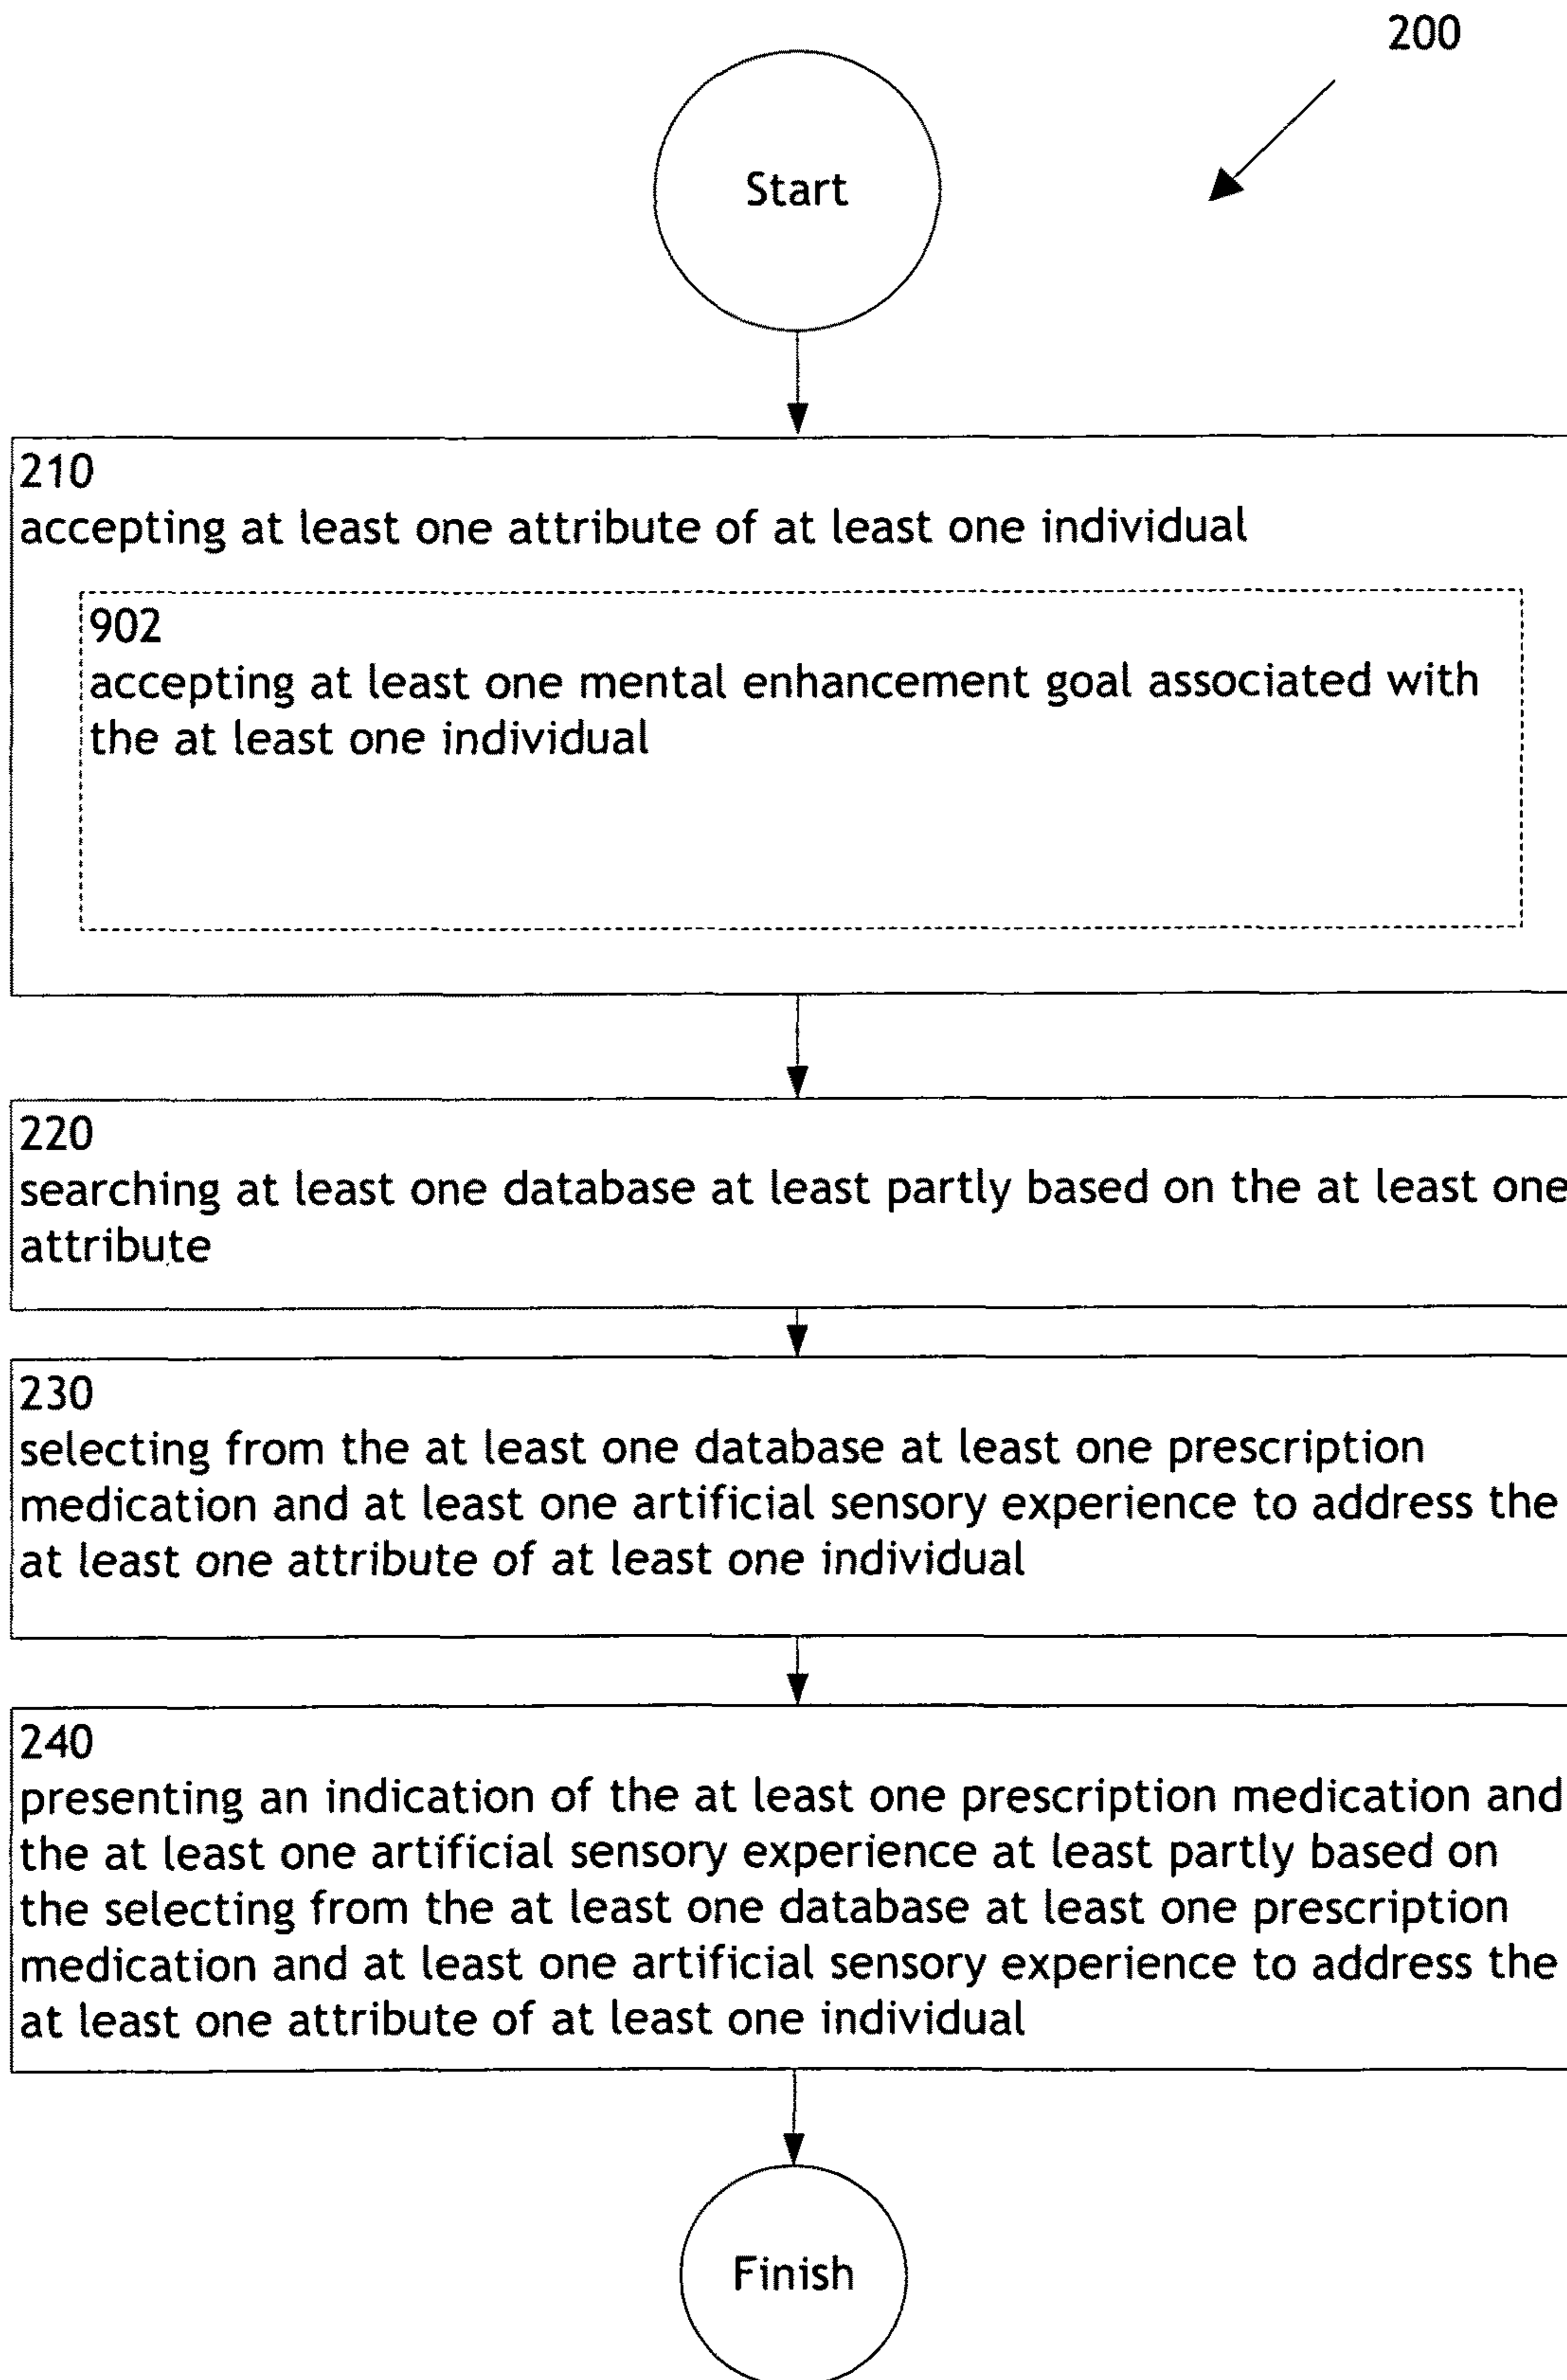 200
Start
210
accepting at least one attribute of at least one individual
902
accepting at least one mental enhancement goal associated with
the at least one individual
220
searching at least one database at least partly based on the at least one
attribute
230
selecting from the at least one database at least one prescription
medication and at least one artificial sensory experience to address the
at least one attribute of at least one individual
240
presenting an indication of the at least one prescription medication and
the at least one artificial sensory experience at least partly based on
the selecting from the at least one database at least one prescription
medication and at least one artificial sensory experience to address the
at least one attribute of at least one individual
Finish